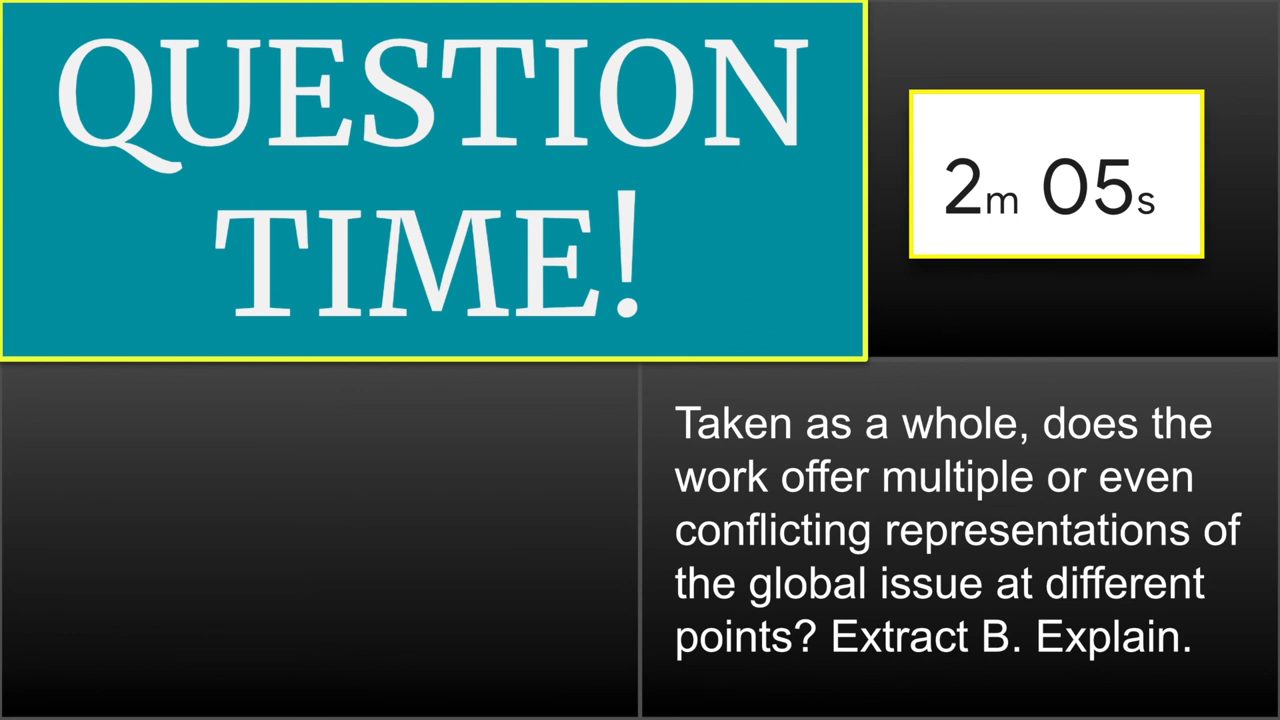 QUESTION
TIME!
2m 05s
Taken as a whole, does the
work offer multiple or even
conflicting representations of
the global issue at different
points? Extract B. Explain.